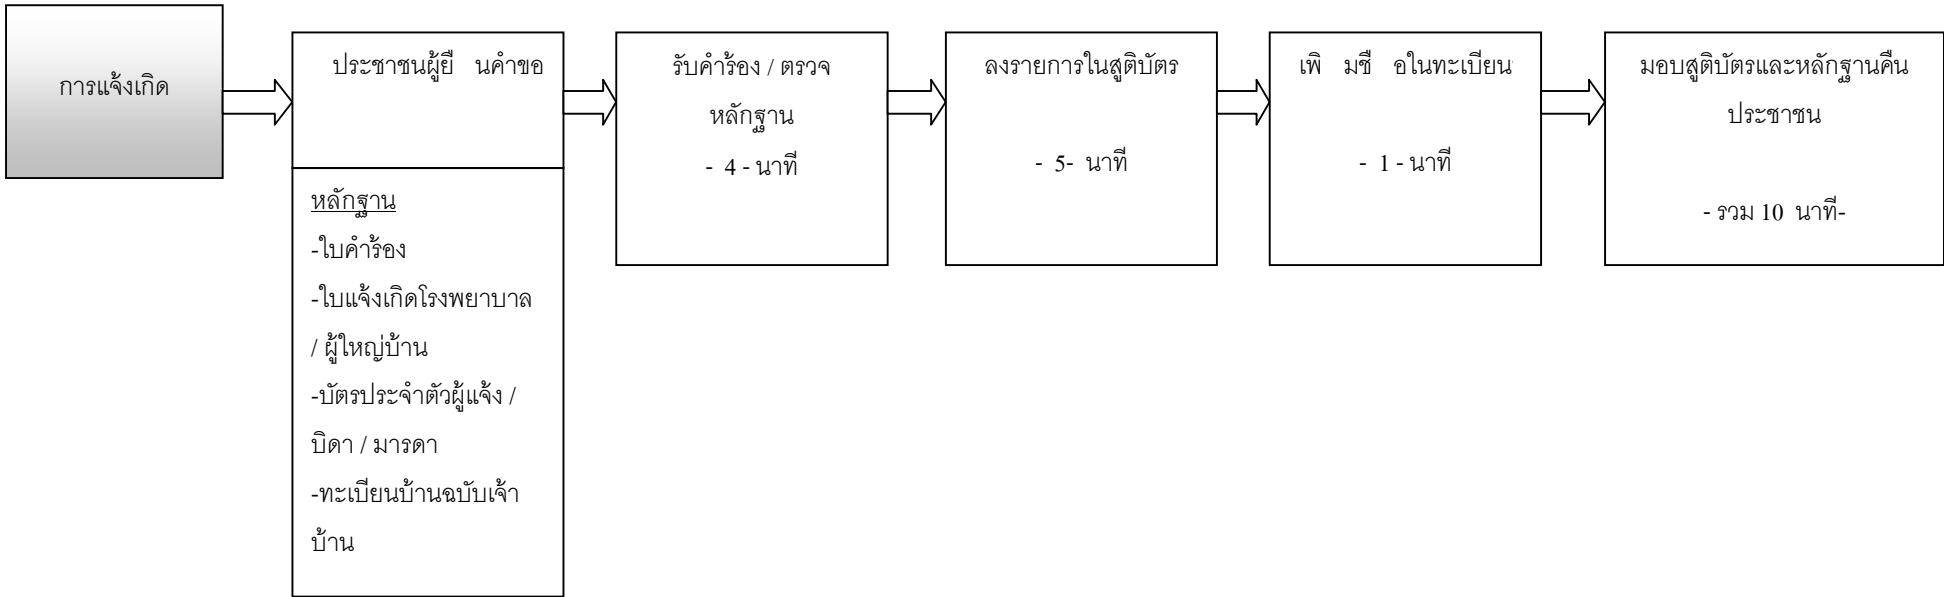 การแจ้งเกิด
ประชาชนผู้ยื นคำขอ
หลักฐาน
-ใบคำร้อง
-ใบแจ้งเกิดโรงพยาบาล
/ ผู้ใหญ่บ้าน
-บัตรประจำตัวผู้แจ้ง /
บิดา / มารดา
-ทะเบียนบ้านฉบับเจ้า
บ้าน
รับคำร้อง / ตรวจ
หลักฐาน
- 4 - นาที
ลงรายการในสูติบัตร
- 5- นาที
เพิ มชื อในทะเบียน
- 1 - นาที
มอบสูติบัตรและหลักฐานคืน
ประชาชน
- รวม 10 นาที-